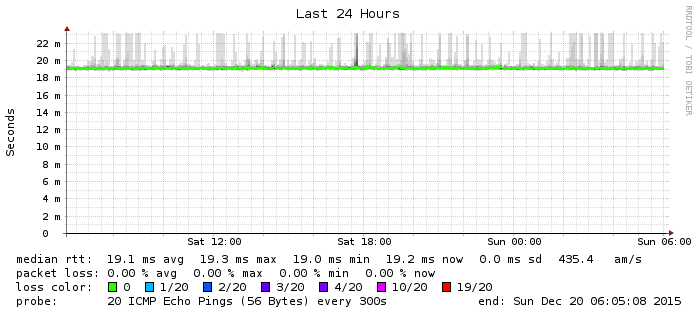 Last 24 Hours
RRDTOOL / TOBI OETIKER
Seconds
22 m
20 m
18 m
16 m
14 m
12 m
10 m
8 m
6 m
4 m
2 m
0
Sat 12:00 Sat 18:00 Sun 00:00 Sun 06:00
median rtt: 19.1 ms avg 19.3 ms max 19.0 ms min 19.2 ms now 0.0 ms sd 435.4 am/s
packet loss: 0.00 % avg 0.00 % max 0.00 % min 0.00 % now
loss color: 0 1/20 2/20 3/20 4/20 10/20 19/20
probe: 20 ICMP Echo Pings (56 Bytes) every 300s end: Sun Dec 20 06:05:08 2015